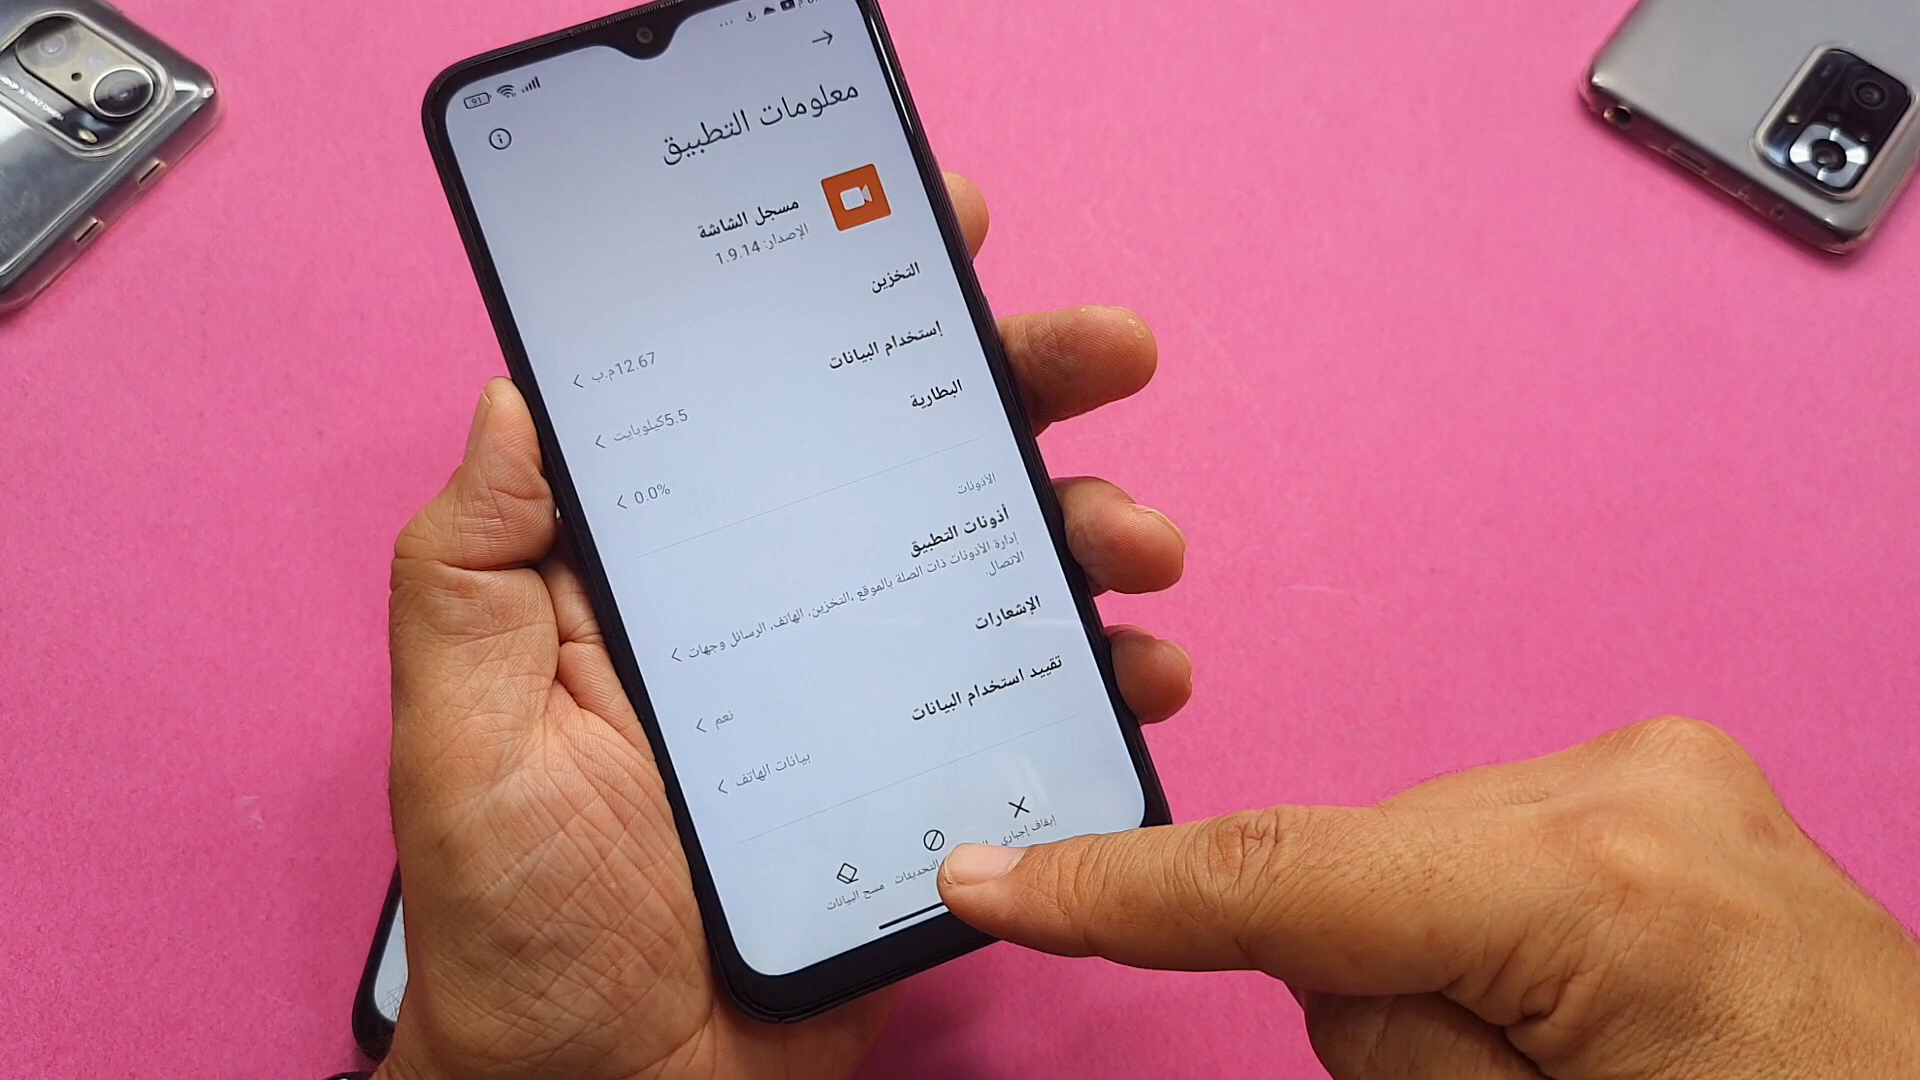 91
معلومات التطبيق
مسجل الشاشة
الإصدار: 1.9.14
التخزين
12.67م.ب
إستخدام البيانات
5.5كيلوبايت
البطارية
0.0%
الأذونات
أذونات التطبيق
إدارة الأذونات ذات الصلة بالموقع ،التخزين، الهاتف، الرسائل وجهات
الاتصال.
الإشعارات
نعم
تقييد استخدام البيانات
بيانات الهاتف
إيقاف إجباري
التحديثات
مسح البيانات